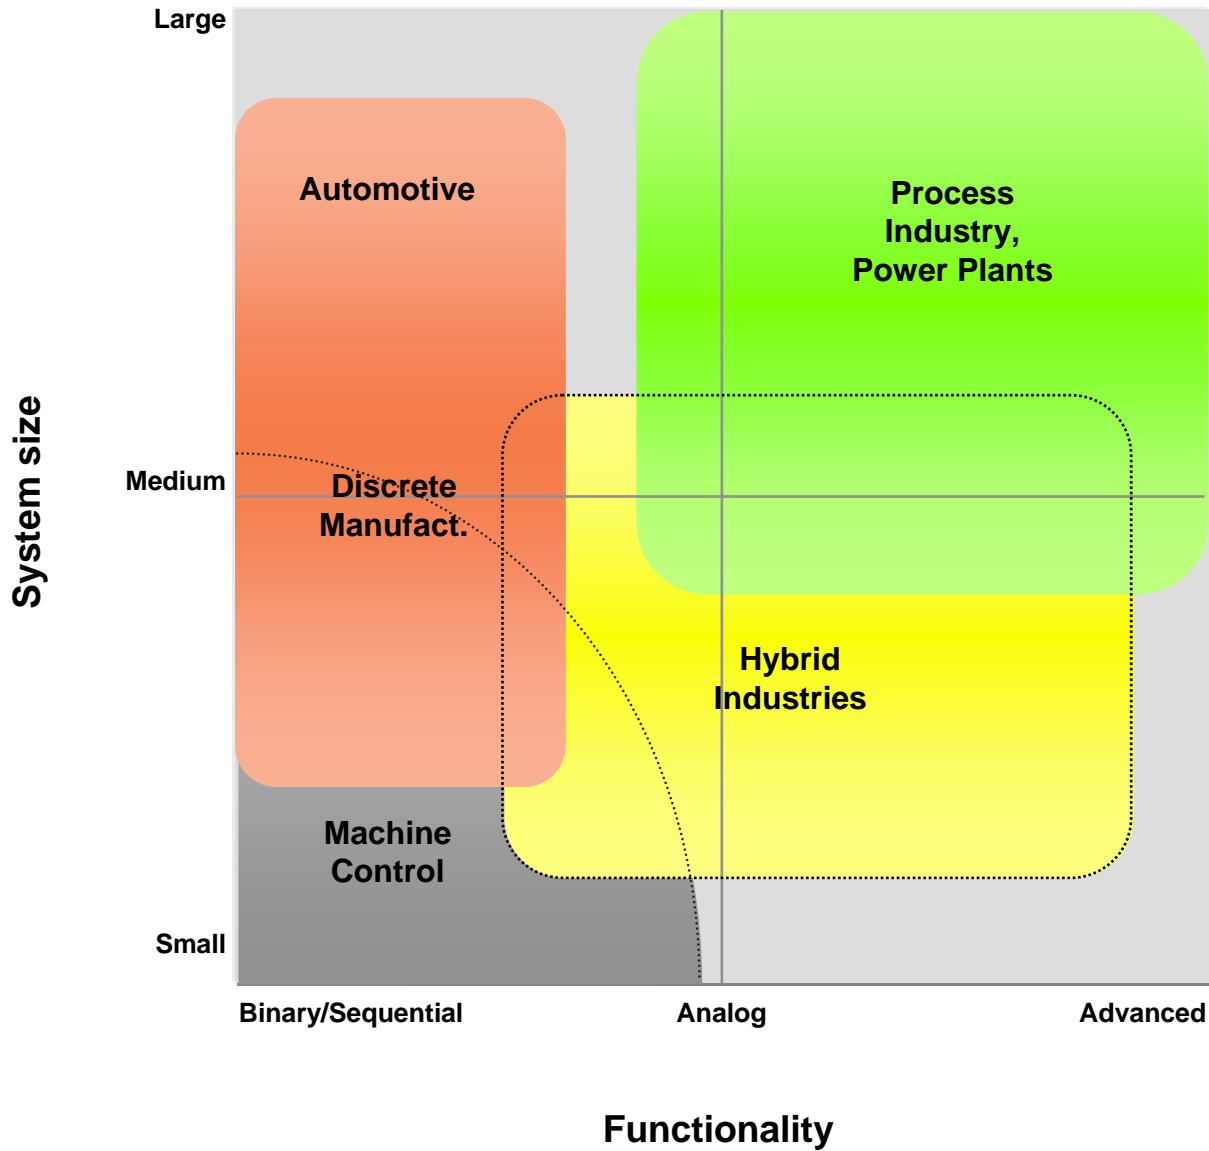 Large
Automotive
Process
Industry,
Power Plants
System size
Medium
Discrete
Manufact.
Hybrid
Industries
Machine
Control
Small
Binary/Sequential
Analog
Advanced
Functionality